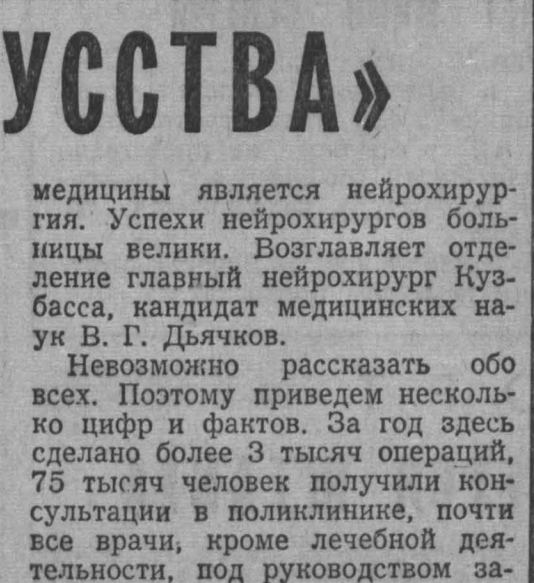 УССТВА»
медицины является нейрохирур-
гия. Успехи нейрохирургов боль-
ницы велики. Возглавляет отде-
ление главный нейрохирург Куз-
басса, кандидат медицинских на-
ук В. Г. Дьячков.
Невозможно рассказать обо
всех. Поэтому приведем несколь-
ко цифр и фактов. За год здесь
сделано более 3 тысяч операций,
75 тысяч человек получили кон-
сультации в поликлинике, почти
все врачи, кроме лечебной дея-
тельности, под руководством за-